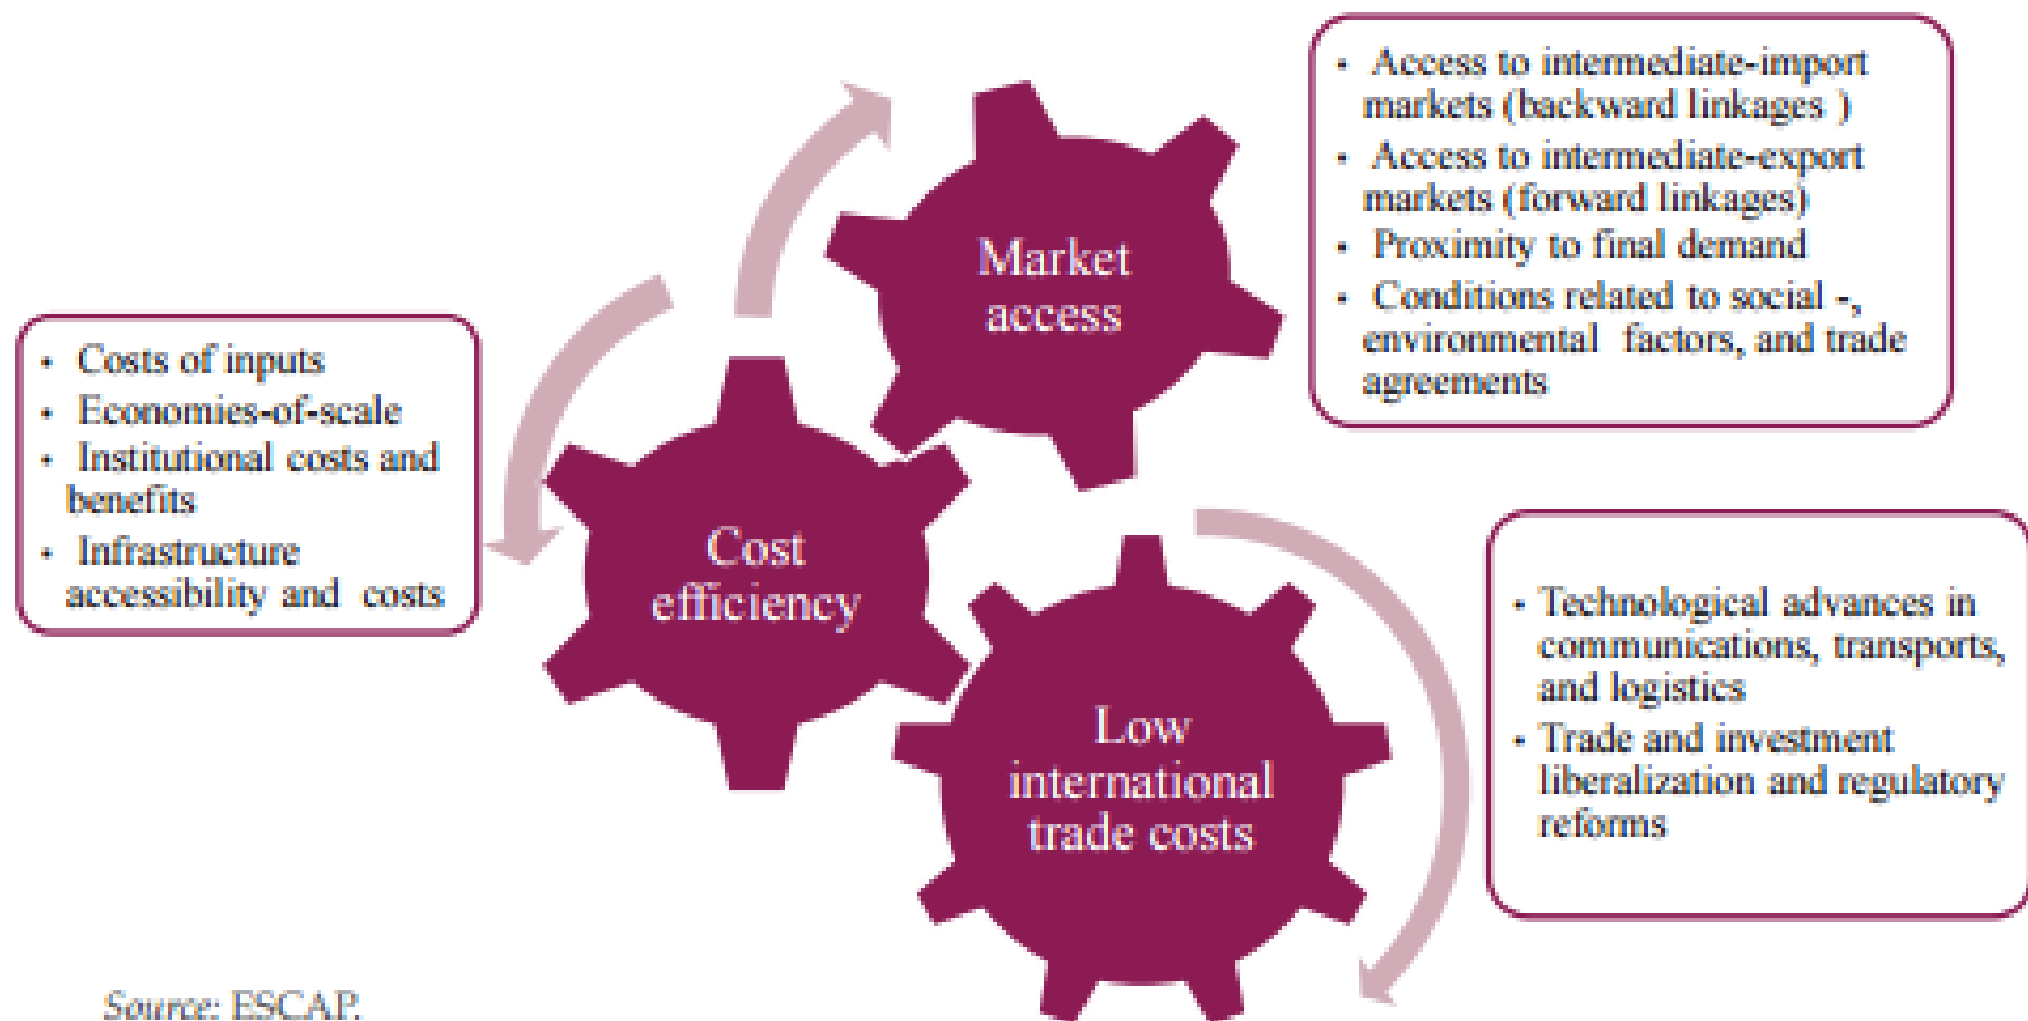 • Access to intermediate-import
markets (backward linkages )
• Access to intermediate-export
markets (forward linkages)
• Proximity to final demand
• Conditions related to social -,
environmental factors, and trade
agreements
Market
access
• Costs of inputs
• Economies-of-scale
• Institutional costs and
benefits
• Infrastructure
accessibility and costs
Cost
efficiency
Low
international
trade costs
• Technological advances in
communications, transports,
and logistics
• Trade and investment
liberalization and regulatory
reforms
Source: ESCAP.